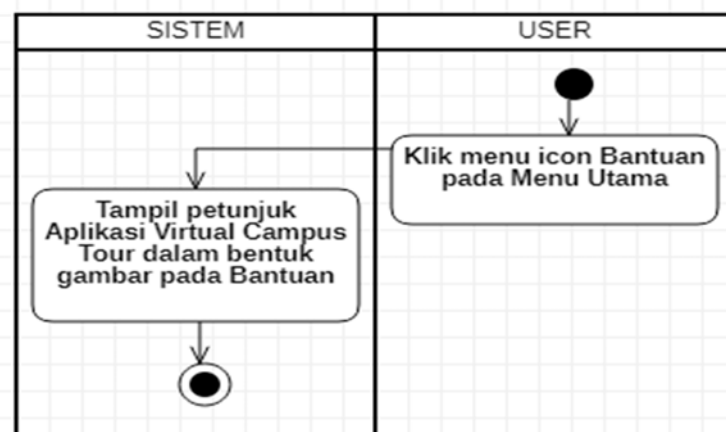 SISTEM
USER
Klik menu icon Bantuan
pada Menu Utama
Tampil petunjuk
Aplikasi Virtual Campus
Tour dalam bentuk
gambar pada Bantuan